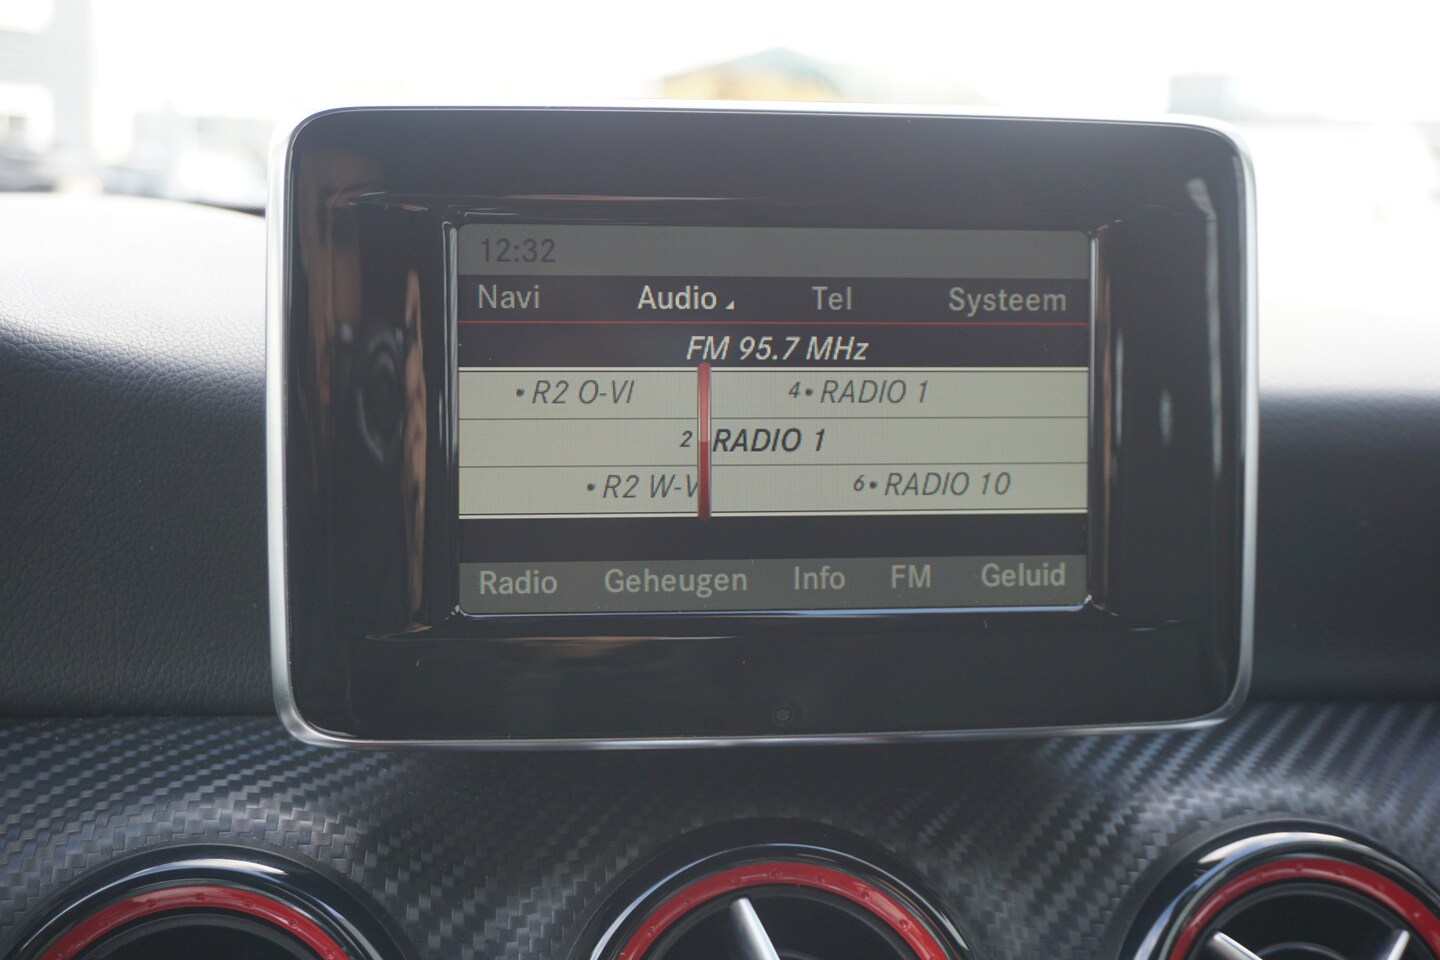 12:32
Navi Audio Tel Systeem
FM 95.7 MHz
• R2 O-VI 4• RADIO 1
2 RADIO 1
• R2 W-V 6• RADIO 10
Radio Geheugen Info FM Geluid